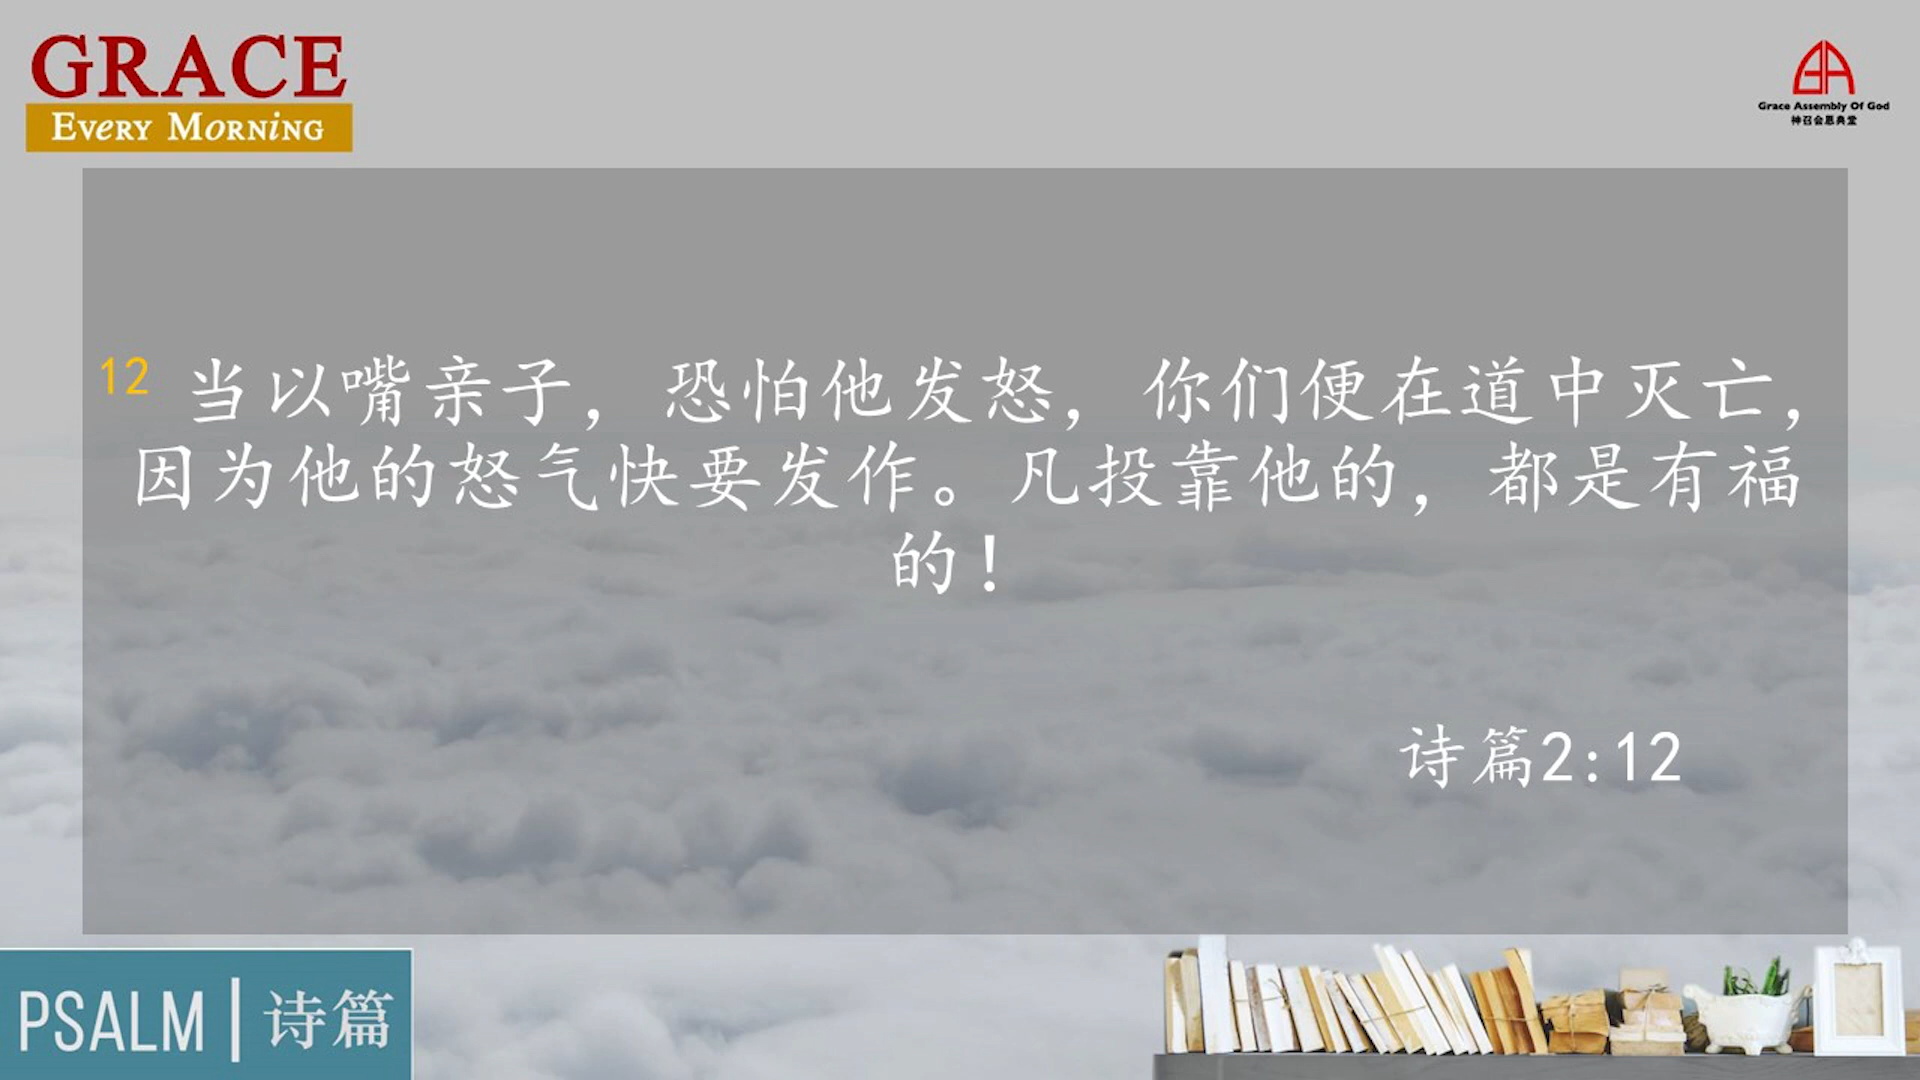 GRACE
Every Morning
Grace Assembly Of God
神召会恩典堂
12 当以嘴亲子，恐怕他发怒，你们便在道中灭亡，
因为他的怒气快要发作。凡投靠他的，都是有福
的！
诗篇2:12
PSALM | 诗篇